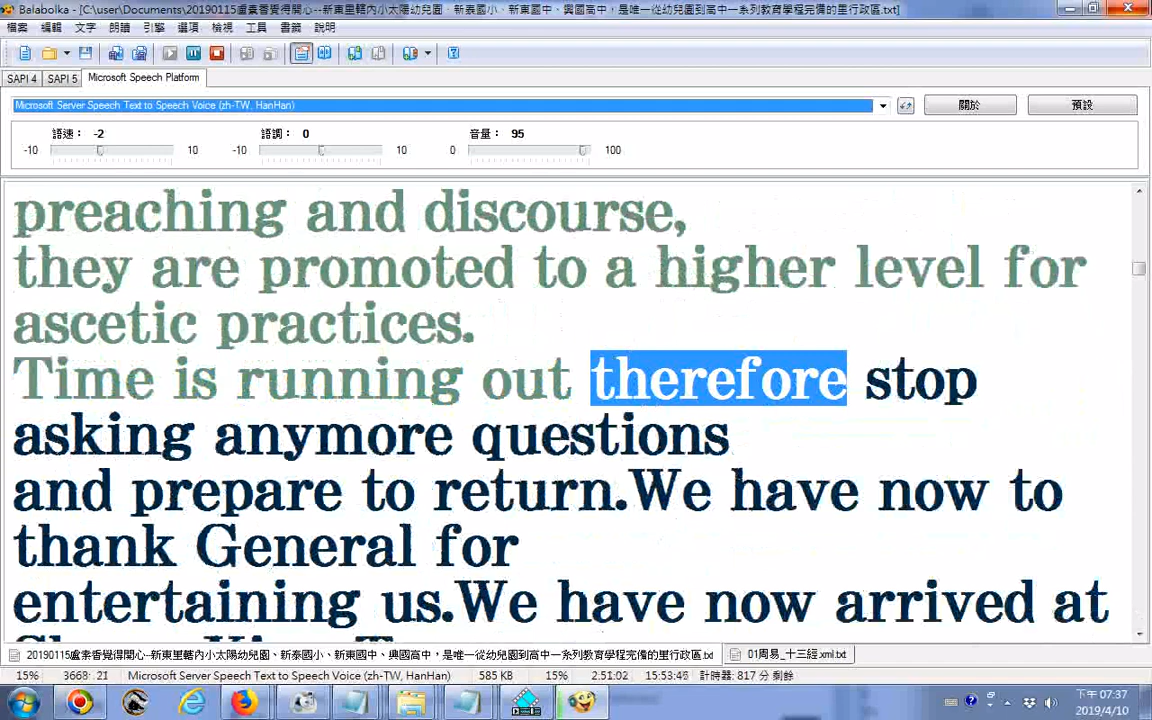 Balabolka - [C:\user\Documents\20190115盧素香覺得開心--新東里轄內小太陽幼兒園、新泰國小、新東國中、興國高中，是唯一從幼兒園到高中一系列教育學程完備的里行政區.txt]
檔案 編輯 文字 朗讀 引擎 選項 檢視 工具 書籤 說明
SAPI 4 SAPI 5 Microsoft Speech Platform
Microsoft Server Speech Text to Speech Voice (zh-TW, HanHan) 關於 預設
語速： -2 語調： 0 音量： 95
-10 10 -10 10 0 100
preaching and discourse,
they are promoted to a higher level for
ascetic practices.
Time is running out therefore stop
asking anymore questions
and prepare to return.We have now to
thank General for
entertaining us.We have now arrived at
20190115盧素香覺得開心--新東里轄內小太陽幼兒園、新泰國小、新東國中、興國高中，是唯一從幼兒園到高中一系列教育學程完備的里行政區.txt 01周易_十三經.xml.txt
15% 3668: 21 Microsoft Server Speech Text to Speech Voice (zh-TW, HanHan) 585 KB 15% 2:51:02 15:53:48 計時器： 817 分 剩餘
下午 07:37
2019/4/10